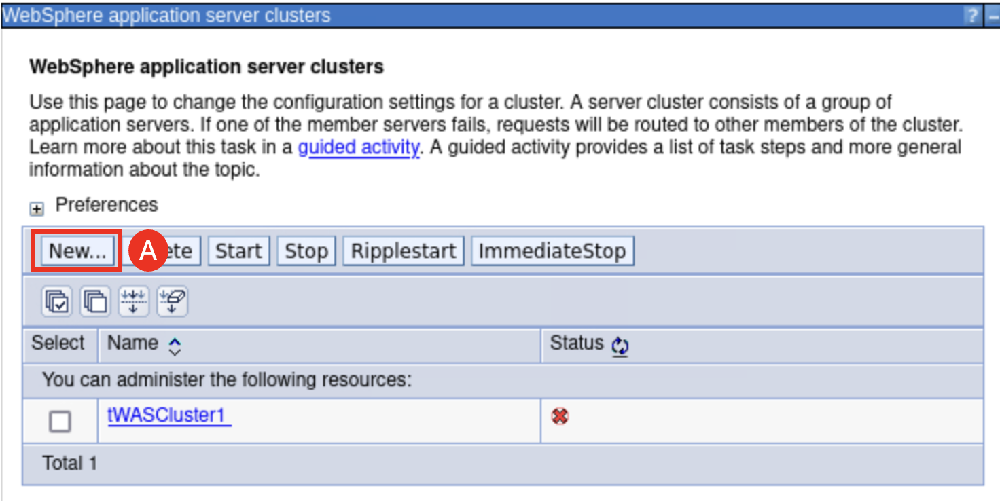 WebSphere application server clusters
?
WebSphere application server clusters
Use this page to change the configuration settings for a cluster. A server cluster consists of a group of
application servers. If one of the member servers fails, requests will be routed to other members of the cluster.
Learn more about this task in a guided activity. A guided activity provides a list of task steps and more general
information about the topic.
Preferences
New... A ete Start Stop Ripplestart ImmediateStop
Select Name Status
You can administer the following resources:
tWASCluster1
Total 1